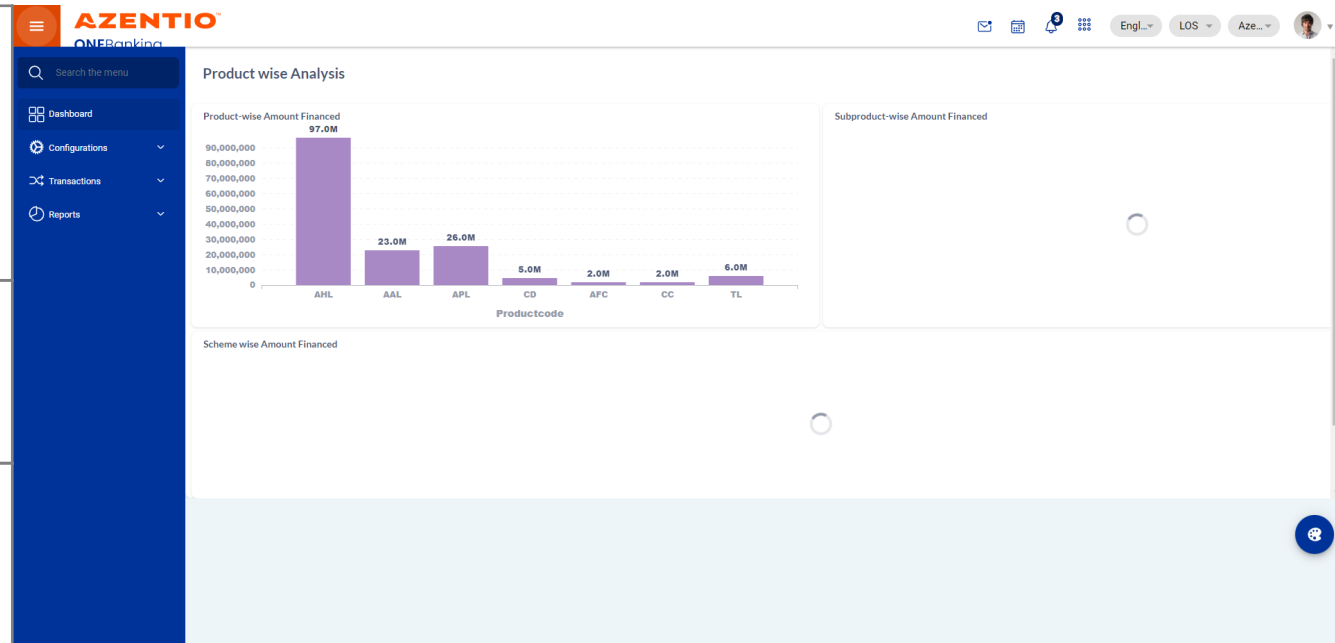 AZENTIO™
ONEBanking
3
Engl...
LOS
Aze...
Search the menu
Dashboard
Configurations
Transactions
Reports
Product wise Analysis
Product-wise Amount Financed
97.0M
90,000,000
80,000,000
70,000,000
60,000,000
50,000,000
40,000,000
30,000,000
20,000,000
10,000,000
0
23.0M
26.0M
5.0M
2.0M
2.0M
6.0M
AHL AAL APL CD AFC CC TL
Productcode
Subproduct-wise Amount Financed
Scheme wise Amount Financed